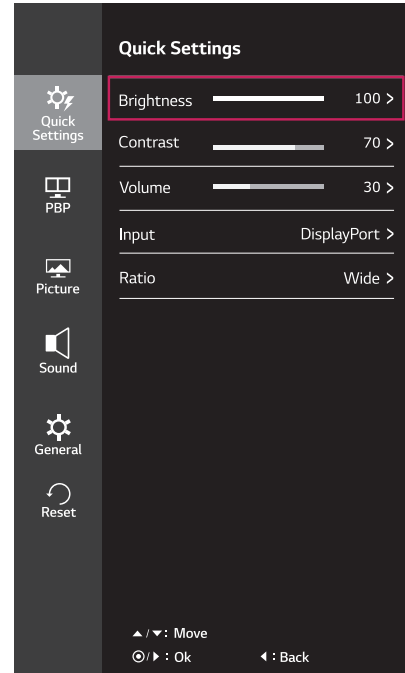 Quick Settings
Quick
Settings
PBP
Picture
Sound
General
Reset
Brightness 100 >
Contrast 70 >
Volume 30 >
Input DisplayPort >
Ratio Wide >
▲/▼: Move
◉/▶ : Ok ◀ : Back